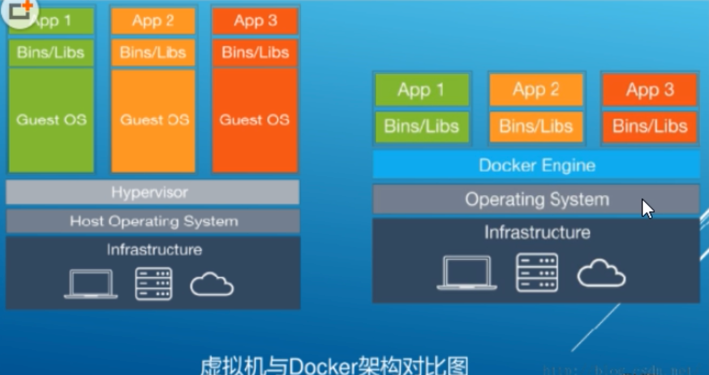 App 1 App 2 App 3
Bins/Libs Bins/Libs Bins/Libs
Guest OS Guest OS Guest OS
Hypervisor
Host Operating System
Infrastructure
App 1 App 2 App 3
Bins/Libs Bins/Libs Bins/Libs
Docker Engine
Operating System
Infrastructure
虚拟机与Docker架构对比图